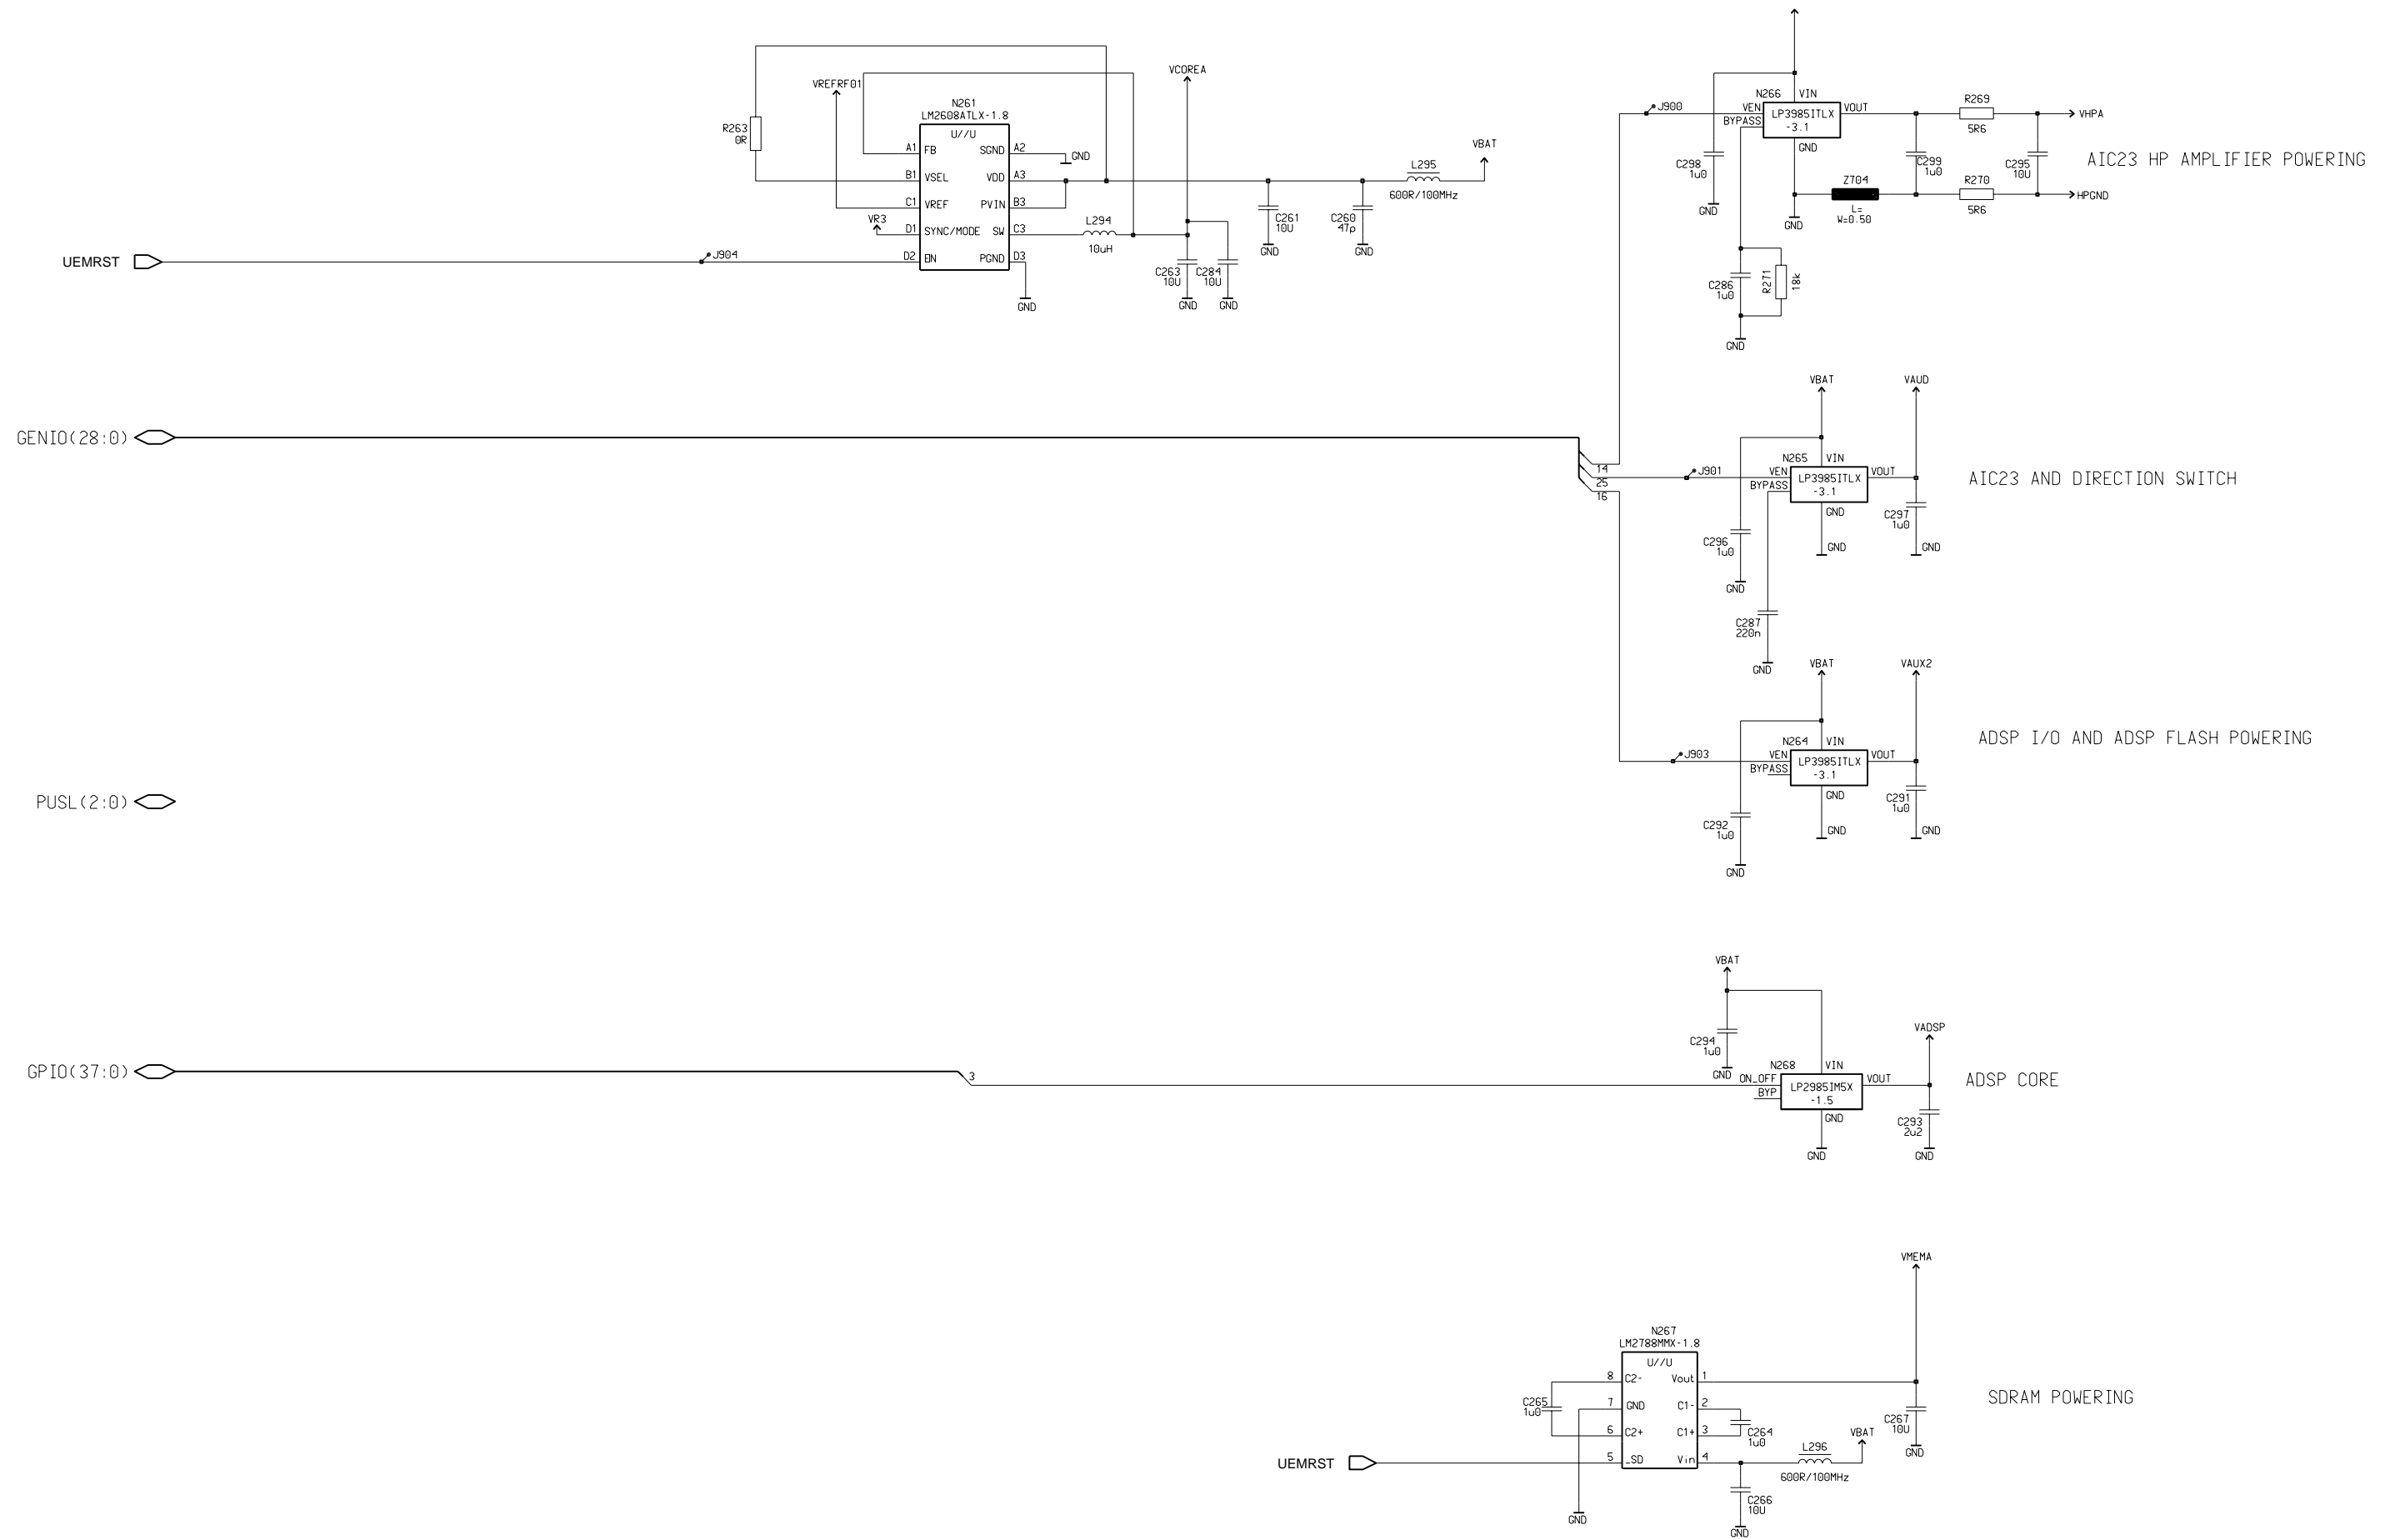 VREFRF01
N261
LM2608ATLX-1.8
U//U
R263
0R
A1 FB SGND A2
GND
B1 VSEL VDD A3
C1 VREF PVIN B3
VR3
D1 SYNC/MODE SW C3
D2 EN PGND D3
GND
UEMRST
J904
L294
10uH
VCOREA
C263
10U
GND
C284
10U
GND
C261
10U
GND
C260
47p
GND
L295
600R/100MHz
VBAT
J900
N266 VIN
VEN VOUT
BYPASS
LP3985ITLX
-3.1
GND
C298
1u0
GND
GND
Z704
L=
W=0.50
C299
1u0
R269
5R6
R270
5R6
C295
10U
VHPA
HPGND
AIC23 HP AMPLIFIER POWERING
C286
1u0
R271
18k
GND
GENIO(28:0)
14
25
16
J901
VBAT
VAUD
N265 VIN
VEN VOUT
BYPASS
LP3985ITLX
-3.1
GND
GND
C296
1u0
GND
C297
1u0
GND
C287
220n
GND
AIC23 AND DIRECTION SWITCH
VBAT
VAUX2
J903
N264 VIN
VEN VOUT
BYPASS
LP3985ITLX
-3.1
GND
GND
C292
1u0
GND
C291
1u0
GND
ADSP I/O AND ADSP FLASH POWERING
PUSL(2:0)
GPIO(37:0)
3
VBAT
C294
1u0
GND
N268 VIN
ON_OFF VOUT
BYP
LP2985IM5X
-1.5
GND
GND
VADSP
C293
2u2
GND
ADSP CORE
VMEMA
N267
LM2788MMX-1.8
U//U
8 C2- Vout 1
7 GND C1- 2
6 C2+ C1+ 3
5 _SD Vin 4
C265
1u0
C264
1u0
C267
10U
GND
L296
600R/100MHz
VBAT
C266
10U
GND
GND
UEMRST
SDRAM POWERING